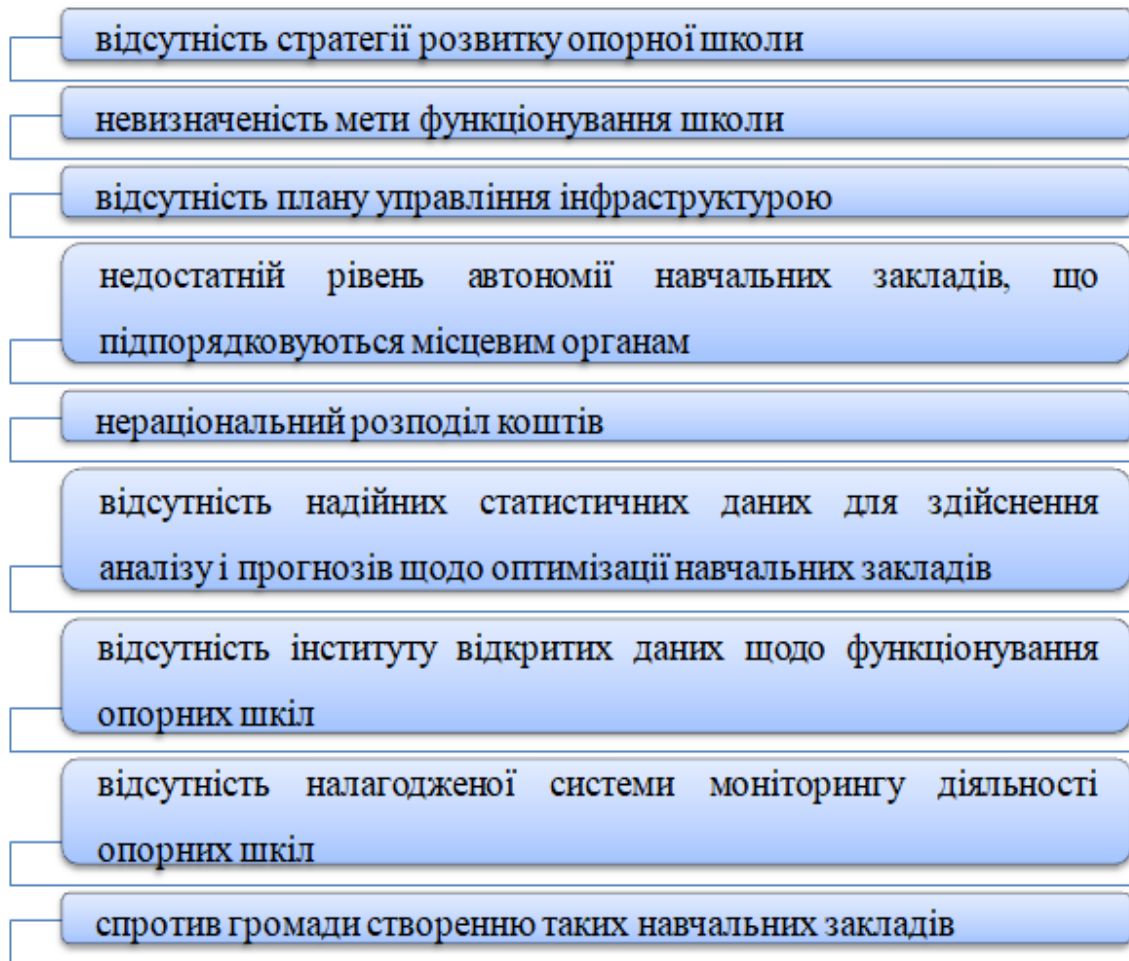 відсутність стратегії розвитку опорної школи
невизначеність мети функціонування школи
відсутність плану управління інфраструктурою
недостатній рівень автономії навчальних закладів, що
підпорядковуються місцевим органам
нераціональний розподіл коштів
відсутність надійних статистичних даних для здійснення
аналізу і прогнозів щодо оптимізації навчальних закладів
відсутність інституту відкритих даних щодо функціонування
опорних шкіл
відсутність налагодженої системи моніторингу діяльності
опорних шкіл
спротив громади створенню таких навчальних закладів